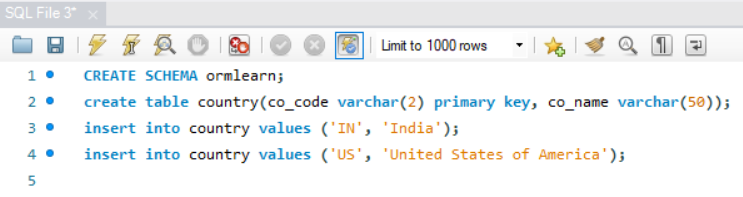 SQL File 3*
Limit to 1000 rows
1 CREATE SCHEMA ormlearn;
2 create table country(co_code varchar(2) primary key, co_name varchar(50));
3 insert into country values ('IN', 'India');
4 insert into country values ('US', 'United States of America');
5